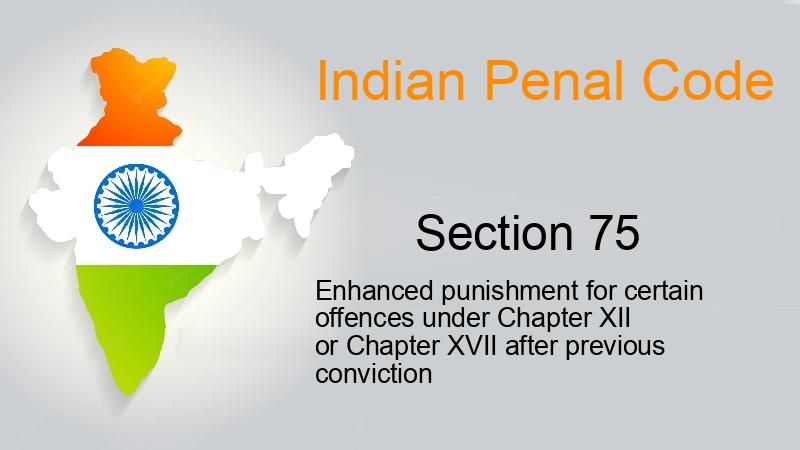 Indian Penal Code
Section 75
Enhanced punishment for certain
offences under Chapter XII
or Chapter XVII after previous
conviction